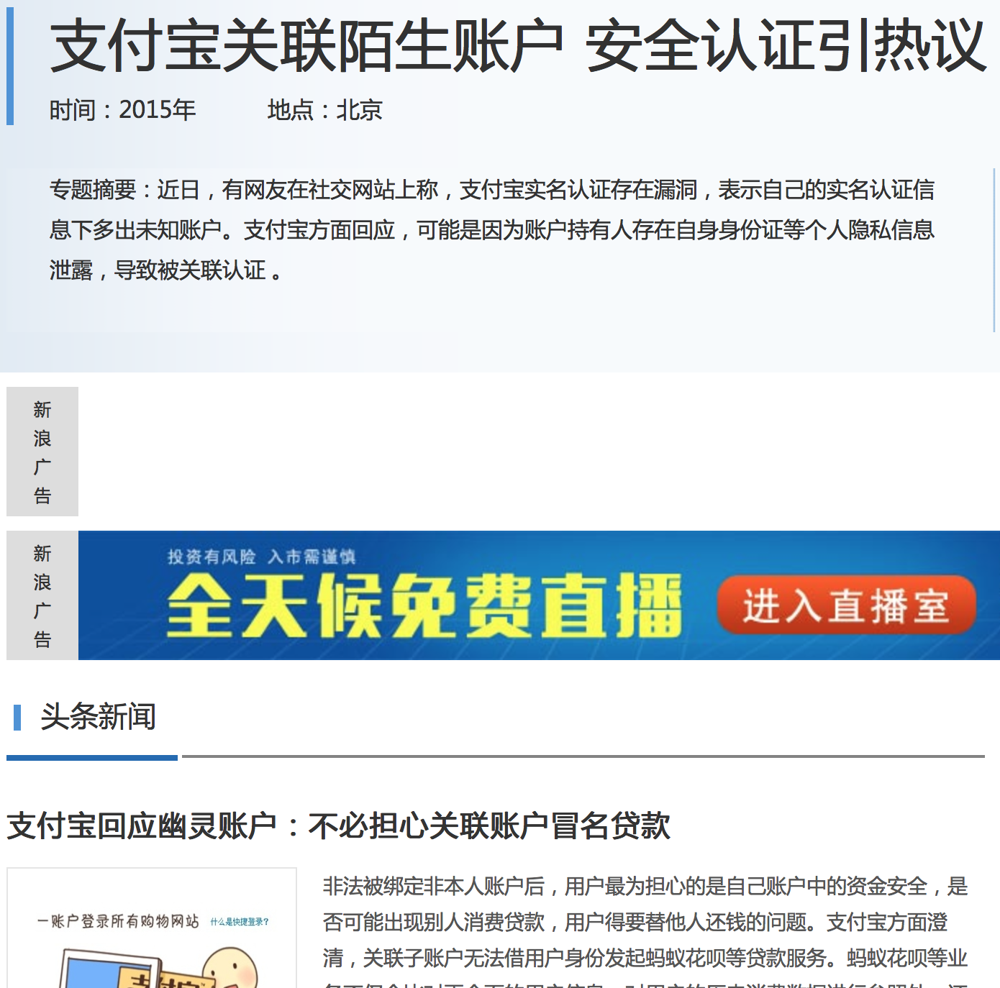 支付宝关联陌生账户 安全认证引热议
时间：2015年 地点：北京
专题摘要：近日，有网友在社交网站上称，支付宝实名认证存在漏洞，表示自己的实名认证信
息下多出未知账户。支付宝方面回应，可能是因为账户持有人存在自身身份证等个人隐私信息
泄露，导致被关联认证 。
新
浪
广
告
新
浪
广
告
投资有风险 入市需谨慎
全天候免费直播
进入直播室
头条新闻
支付宝回应幽灵账户：不必担心关联账户冒名贷款
一账户登录所有购物网站 什么是快捷登录?
支付宝
非法被绑定非本人账户后，用户最为担心的是自己账户中的资金安全，是
否可能出现别人消费贷款，用户得要替他人还钱的问题。支付宝方面澄
清，关联子账户无法借用户身份发起蚂蚁花呗等贷款服务。蚂蚁花呗等业